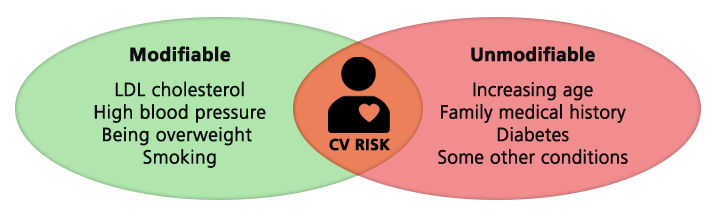 Modifiable
LDL cholesterol
High blood pressure
Being overweight
Smoking
CV RISK
Unmodifiable
Increasing age
Family medical history
Diabetes
Some other conditions